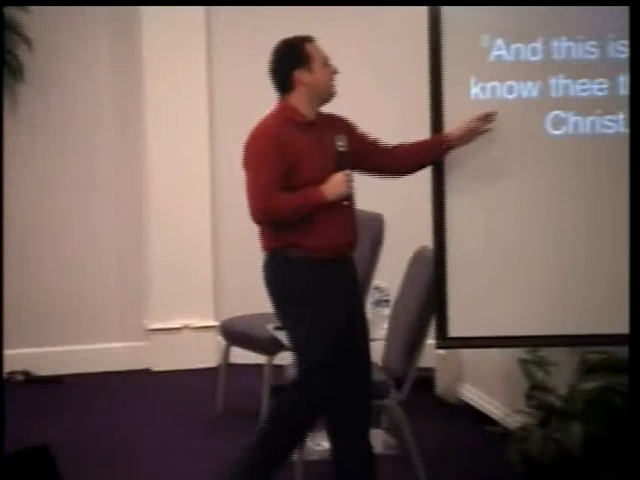 ³And this is
know thee t
Christ,